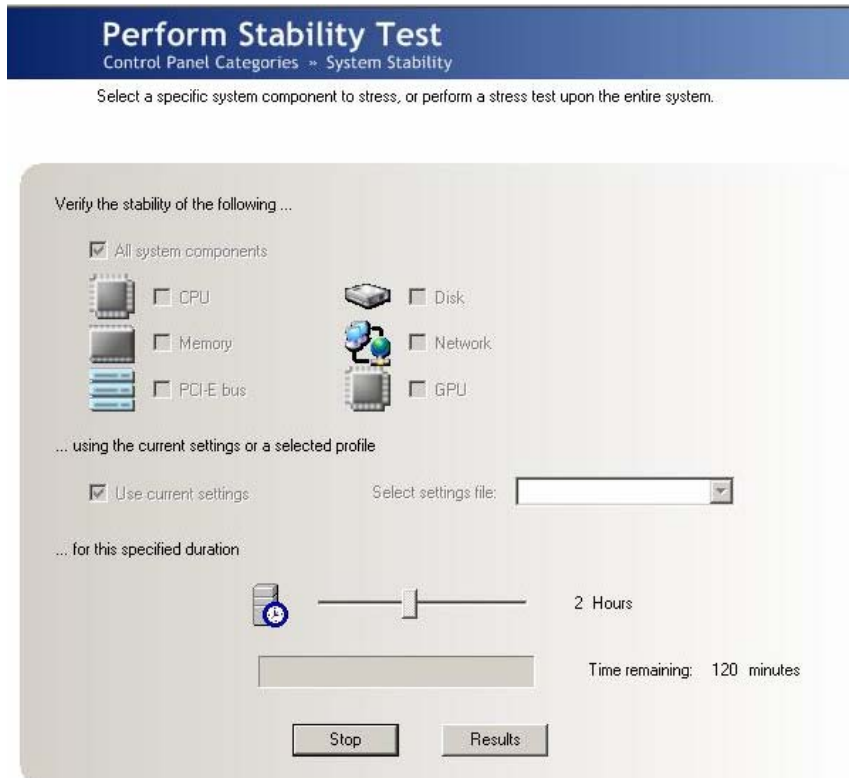 Perform Stability Test
Control Panel Categories » System Stability
Select a specific system component to stress, or perform a stress test upon the entire system.
Verify the stability of the following ...
All system components
CPU
Disk
Memory
Network
PCI-E bus
GPU
... using the current settings or a selected profile
Use current settings
Select settings file:
... for this specified duration
2 Hours
Time remaining: 120 minutes
Stop
Results